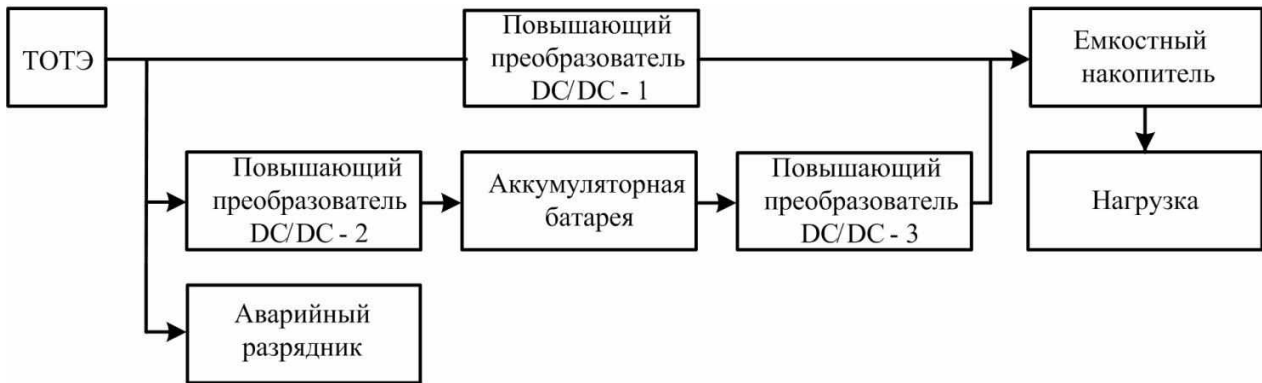 ТОТЭ
Повышающий
преобразователь
DC/DC - 1
Емкостный
накопитель
Повышающий
преобразователь
DC/DC - 2
Аккумуляторная
батарея
Повышающий
преобразователь
DC/DC - 3
Нагрузка
Аварийный
разрядник